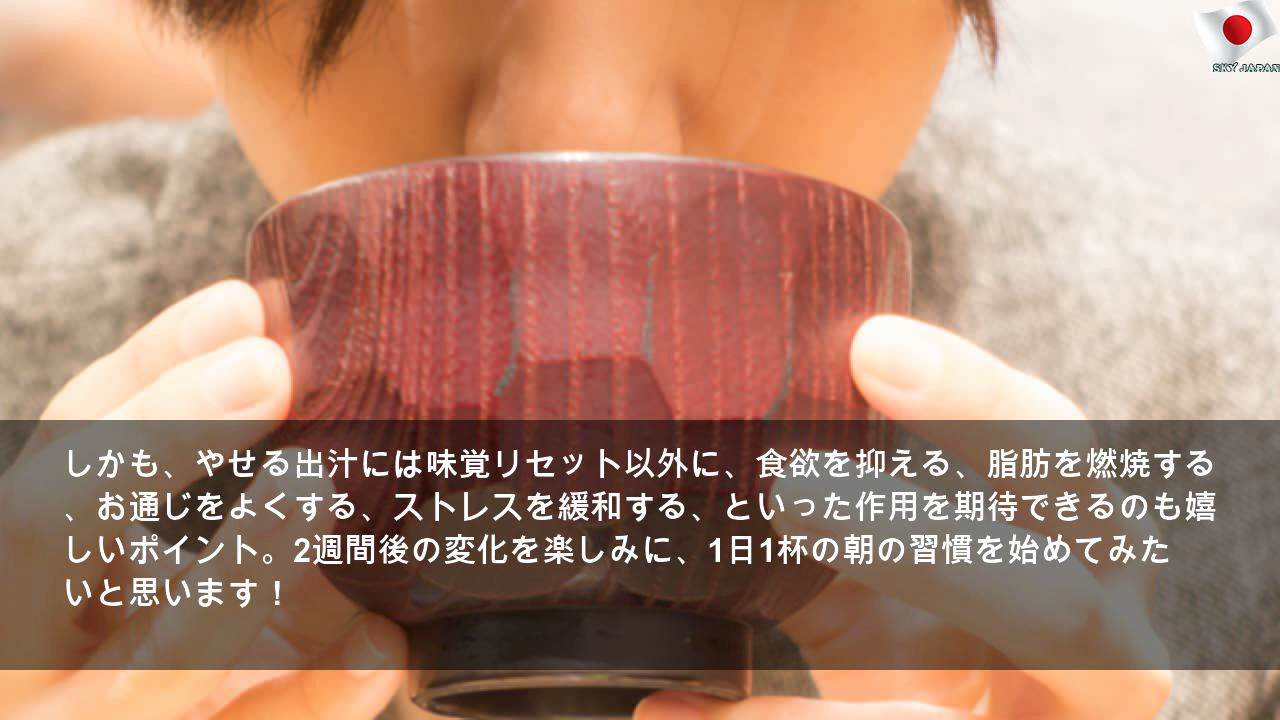 SKY JAPAN
しかも、やせる出汁には味覚リセット以外に、食欲を抑える、脂肪を燃焼する
、お通じをよくする、ストレスを緩和する、といった作用を期待できるのも嬉
しいポイント。2週間後の変化を楽しみに、1日1杯の朝の習慣を始めてみた
いと思います！